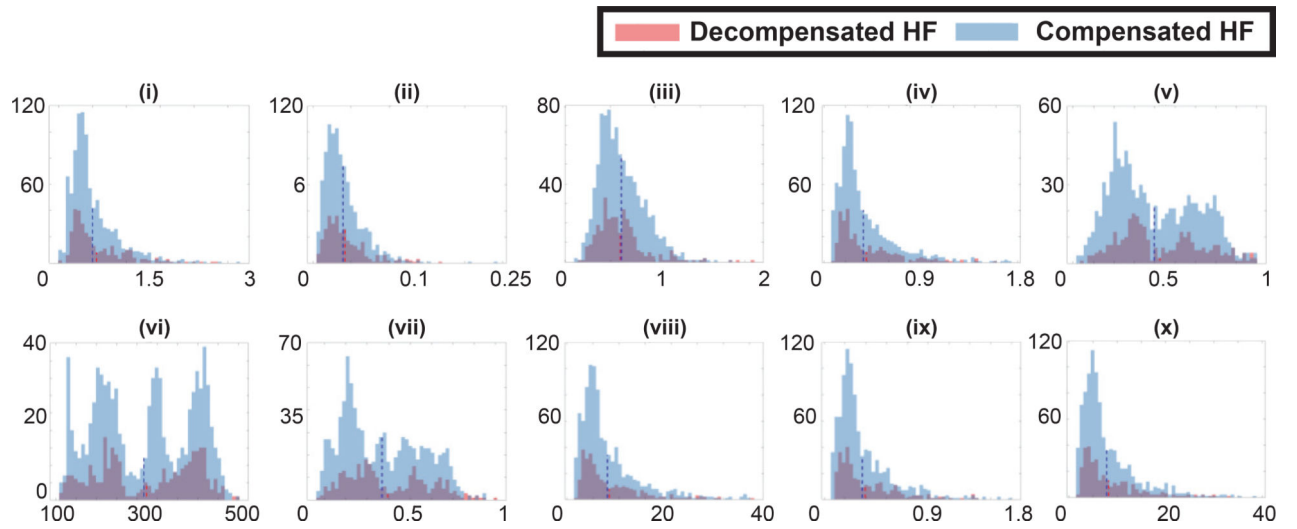 Decompensated HF Compensated HF
(i) (ii) (iii) (iv) (v)
120 120 80 120 60
60 6 40 60 30
0 1.5 3 0 0.1 0.25 0 1 2 0 0.9 1.8 0 0.5 1
(vi) (vii) (viii) (ix) (x)
40 70 120 120 120
20 35 60 60 60
0
100 300 500 0 0.5 1 0 20 40 0 0.9 1.8 0 20 40